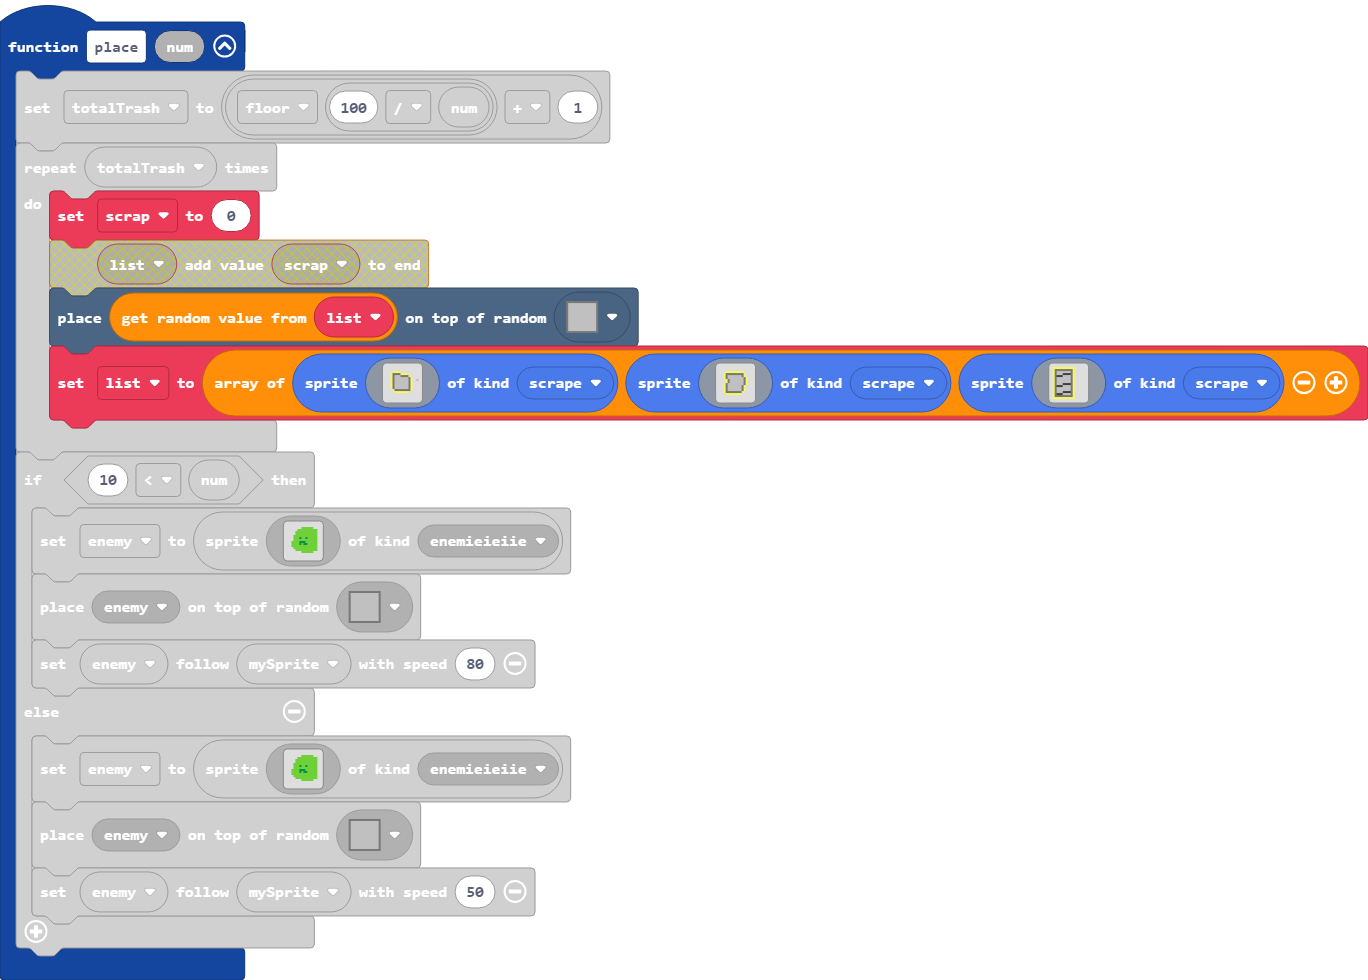 function place num
set totalTrash to floor 100 / num + 1
repeat totalTrash times
do
set scrap to 0
list add value scrap to end
place get random value from list on top of random
set list to array of sprite of kind scrape sprite of kind scrape sprite of kind scrape
if 10 < num then
set enemy to sprite of kind enemieieiie
place enemy on top of random
set enemy follow mySprite with speed 80
else
set enemy to sprite of kind enemieieiie
place enemy on top of random
set enemy follow mySprite with speed 50